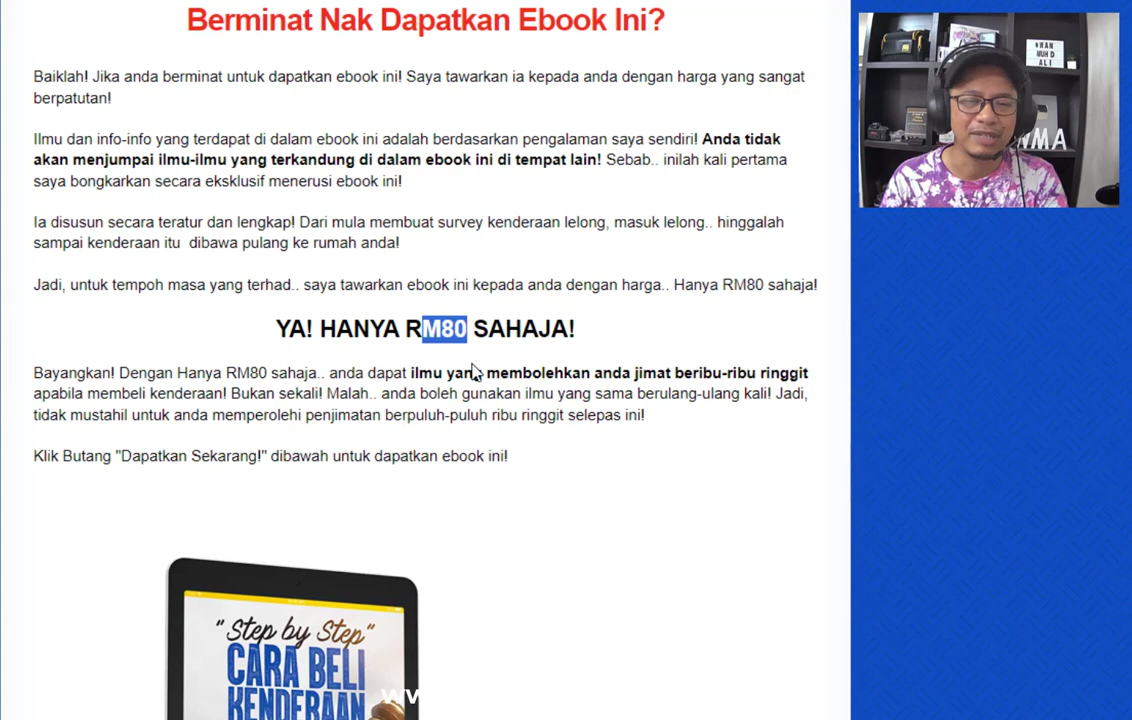 Berminat Nak Dapatkan Ebook Ini?
Baiklah! Jika anda berminat untuk dapatkan ebook ini! Saya tawarkan ia kepada anda dengan harga yang sangat
berpatutan!
Ilmu dan info-info yang terdapat di dalam ebook ini adalah berdasarkan pengalaman saya sendiri! Anda tidak
akan menjumpai ilmu-ilmu yang terkandung di dalam ebook ini di tempat lain! Sebab.. inilah kali pertama
saya bongkarkan secara eksklusif menerusi ebook ini!
Ia disusun secara teratur dan lengkap! Dari mula membuat survey kenderaan lelong, masuk lelong.. hinggalah
sampai kenderaan itu dibawa pulang ke rumah anda!
Jadi, untuk tempoh masa yang terhad.. saya tawarkan ebook ini kepada anda dengan harga.. Hanya RM80 sahaja!
YA! HANYA RM80 SAHAJA!
Bayangkan! Dengan Hanya RM80 sahaja.. anda dapat ilmu yang membolehkan anda jimat beribu-ribu ringgit
apabila membeli kenderaan! Bukan sekali! Malah.. anda boleh gunakan ilmu yang sama berulang-ulang kali! Jadi,
tidak mustahil untuk anda memperolehi penjimatan berpuluh-puluh ribu ringgit selepas ini!
Klik Butang "Dapatkan Sekarang!" dibawah untuk dapatkan ebook ini!
"Step by Step"
CARA BELI
KENDERAAN
WAN
MUH D
ALI
WMA